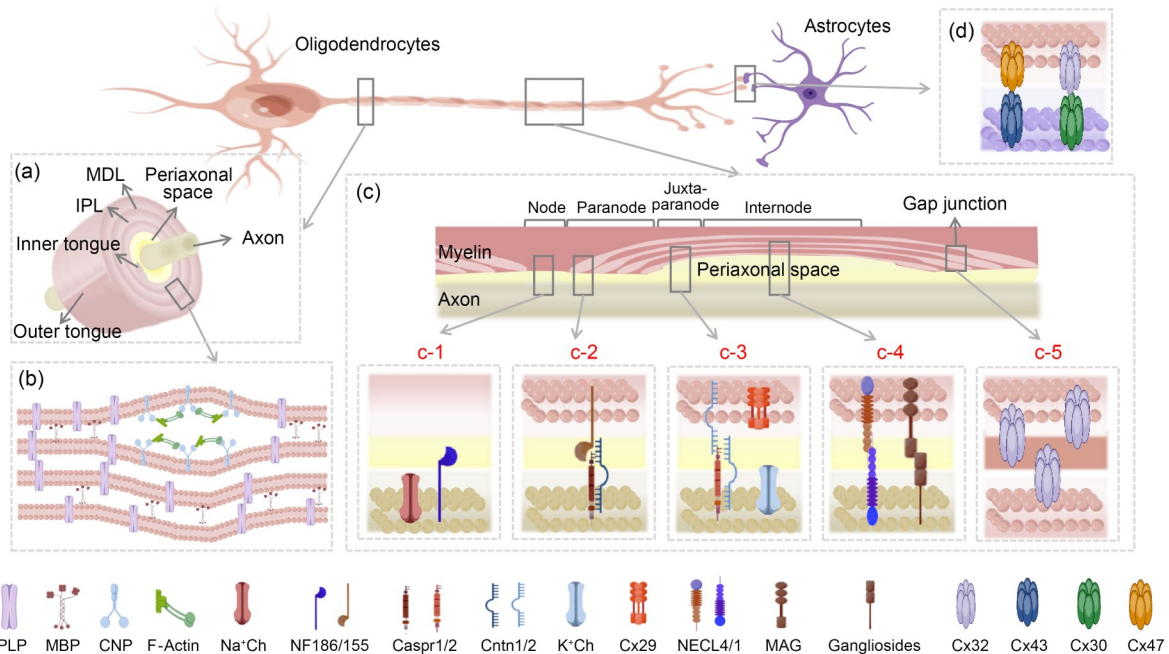 Oligodendrocytes
Astrocytes
(d)
(a)
MDL
Periaxonal
space
IPL
Inner tongue
Axon
Outer tongue
(b)
(c)
Node
Paranode
Juxta-
paranode
Internode
Gap junction
Myelin
Periaxonal space
Axon
c-1
c-2
c-3
c-4
c-5
PLP
MBP
CNP
F-Actin
Na⁺Ch
NF186/155
Caspr1/2
Cntn1/2
K⁺Ch
Cx29
NECL4/1
MAG
Gangliosides
Cx32
Cx43
Cx30
Cx47